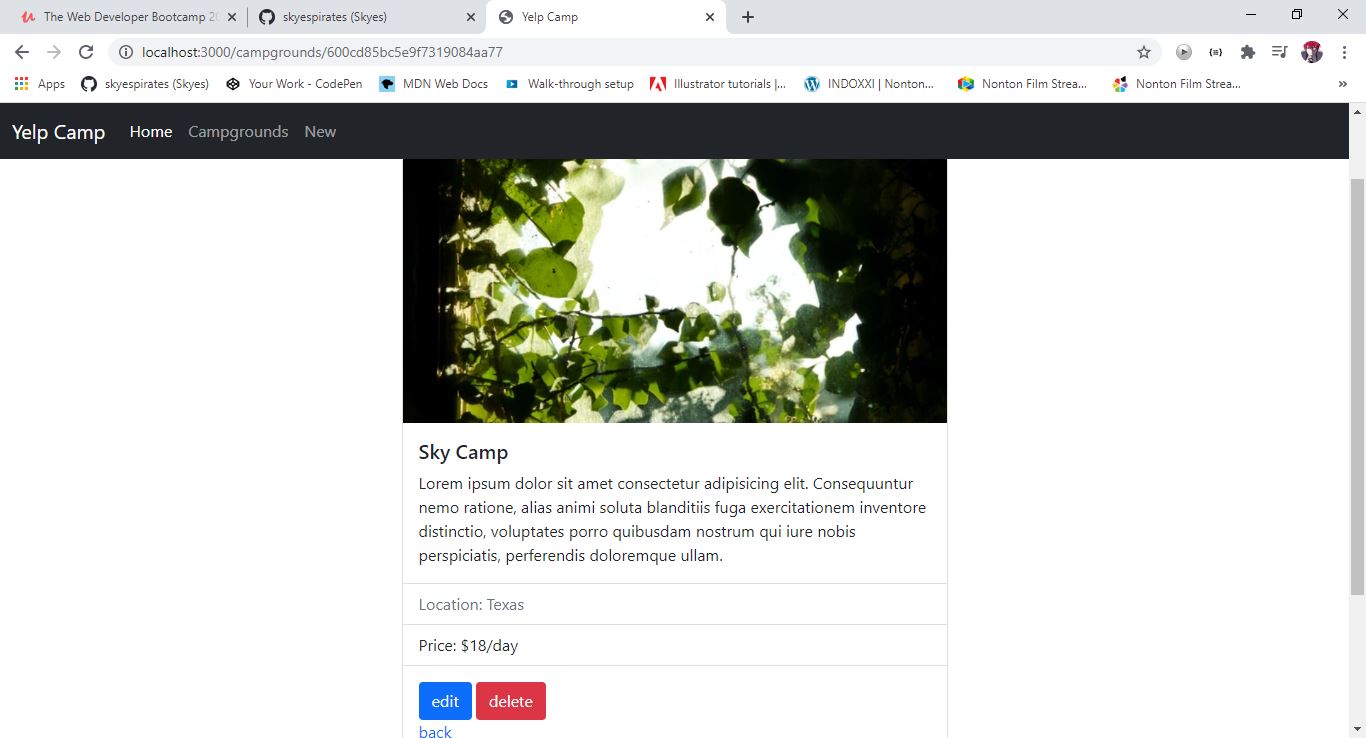 The Web Developer Bootcamp 20
skyespirates (Skyes)
Yelp Camp
localhost:3000/campgrounds/600cd85bc5e9f7319084aa77
Apps
skyespirates (Skyes)
Your Work - CodePen
MDN Web Docs
Walk-through setup
Illustrator tutorials |...
INDOXXI | Nonton...
Nonton Film Strea...
Nonton Film Strea...
»
Yelp Camp Home Campgrounds New
Sky Camp
Lorem ipsum dolor sit amet consectetur adipisicing elit. Consequuntur
nemo ratione, alias animi soluta blanditiis fuga exercitationem inventore
distinctio, voluptates porro quibusdam nostrum qui iure nobis
perspiciatis, perferendis doloremque ullam.
Location: Texas
Price: $18/day
edit delete
back